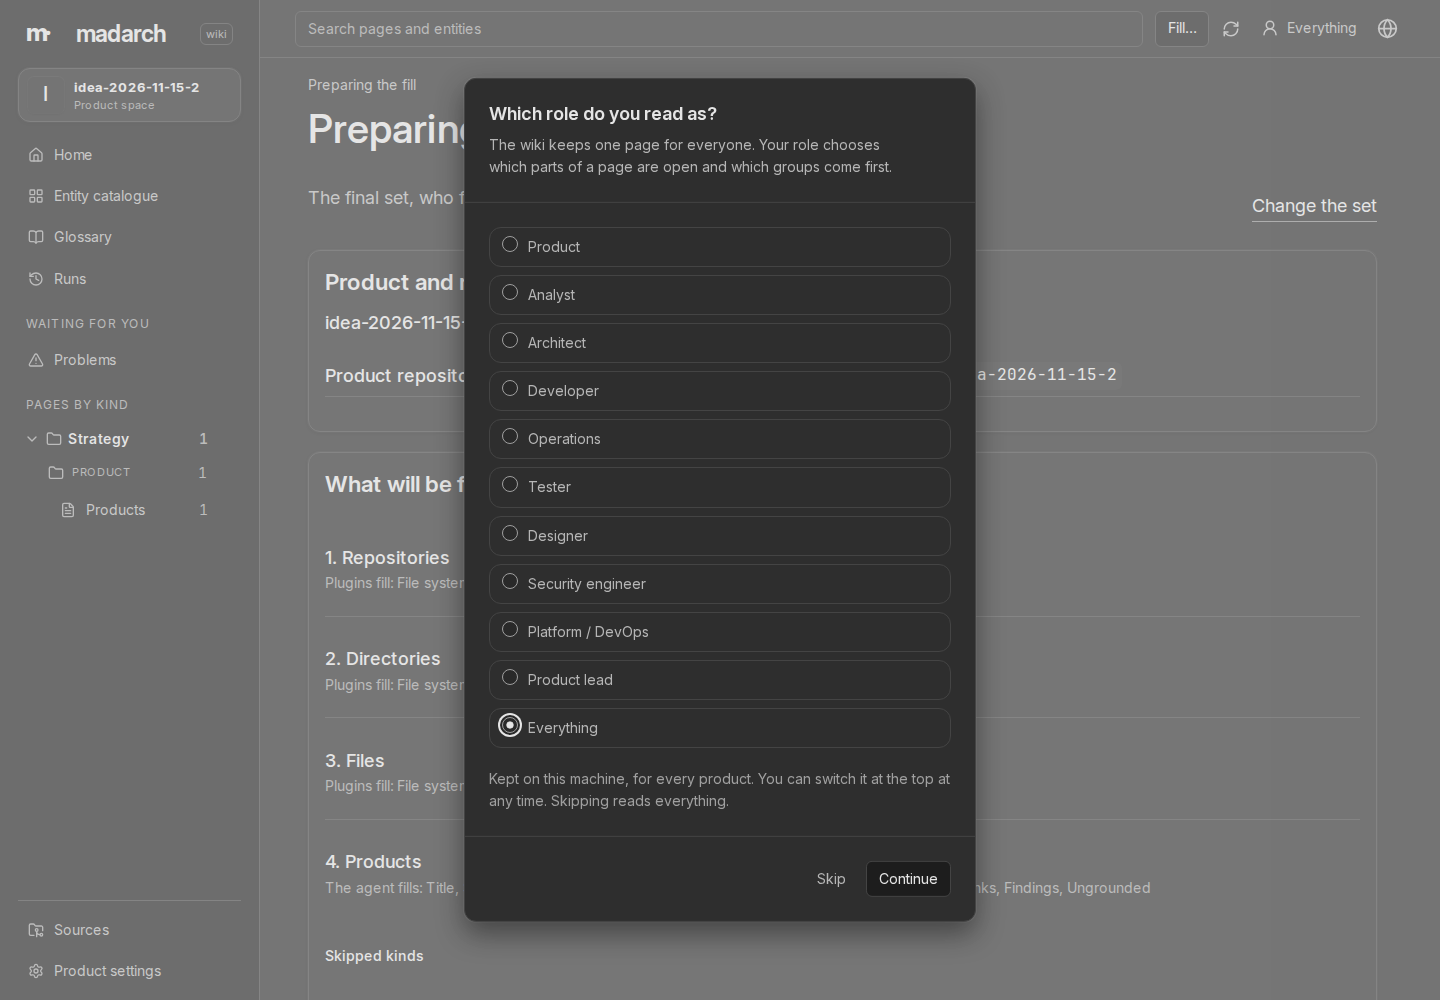 m
madarch
wiki
Search pages and entities
Fill...
Everything
I
idea-2026-11-15-2
Product space
Home
Entity catalogue
Glossary
Runs
WAITING FOR YOU
Problems
PAGES BY KIND
Strategy 1
PRODUCT 1
Products 1
Sources
Product settings
Preparing the fill
Preparing
The final set, who
Change the set
Product and
idea-2026-11-15-
Product reposito
a-2026-11-15-2
What will be
1. Repositories
Plugins fill: File system
2. Directories
Plugins fill: File system
3. Files
Plugins fill: File system
4. Products
The agent fills: Title,
nks, Findings, Ungrounded
Skipped kinds
Which role do you read as?
The wiki keeps one page for everyone. Your role chooses
which parts of a page are open and which groups come first.
Product
Analyst
Architect
Developer
Operations
Tester
Designer
Security engineer
Platform / DevOps
Product lead
Everything
Kept on this machine, for every product. You can switch it at the top at
any time. Skipping reads everything.
Skip
Continue